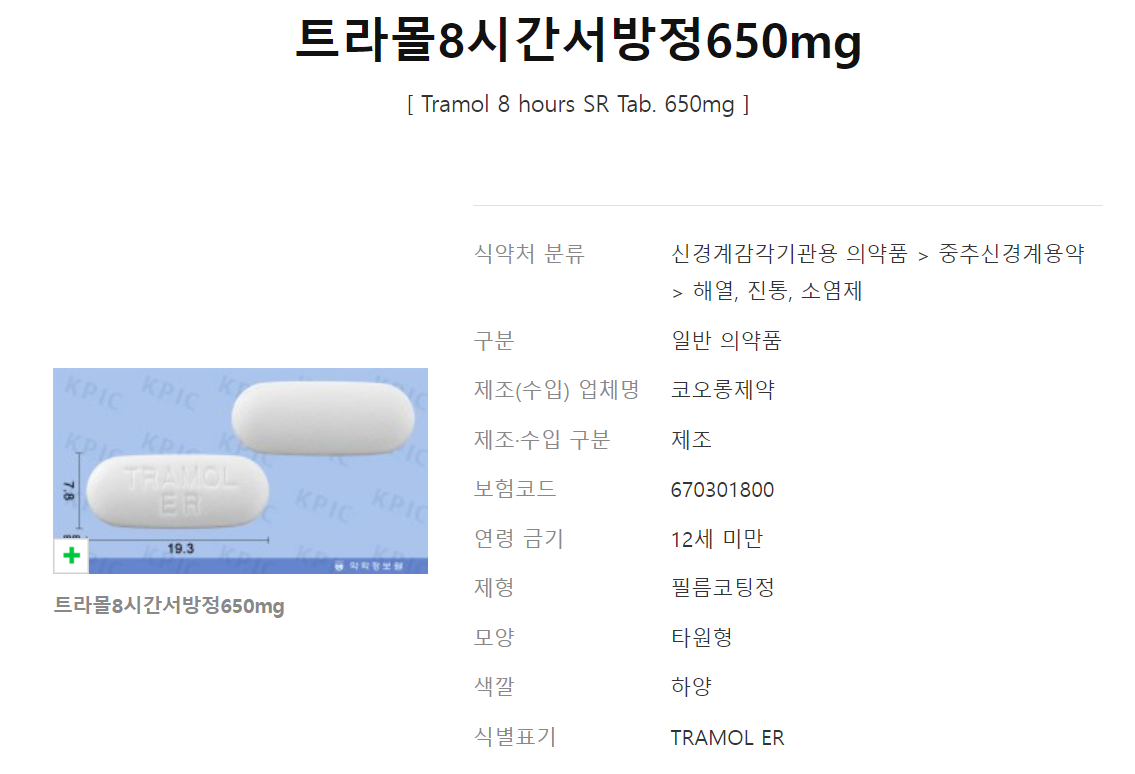 트라몰8시간서방정650mg
[ Tramol 8 hours SR Tab. 650mg ]
식약처 분류 신경계감각기관용 의약품 > 중추신경계용약
> 해열, 진통, 소염제
구분 일반 의약품
제조(수입) 업체명 코오롱제약
제조·수입 구분 제조
보험코드 670301800
연령 금기 12세 미만
제형 필름코팅정
모양 타원형
색깔 하양
식별표기 TRAMOL ER
KPIC KPIC KPIC
KPIC KPIC
KPIC KPIC
TRAMOL
ER
7.8
mm
19.3
약학정보원
트라몰8시간서방정650mg